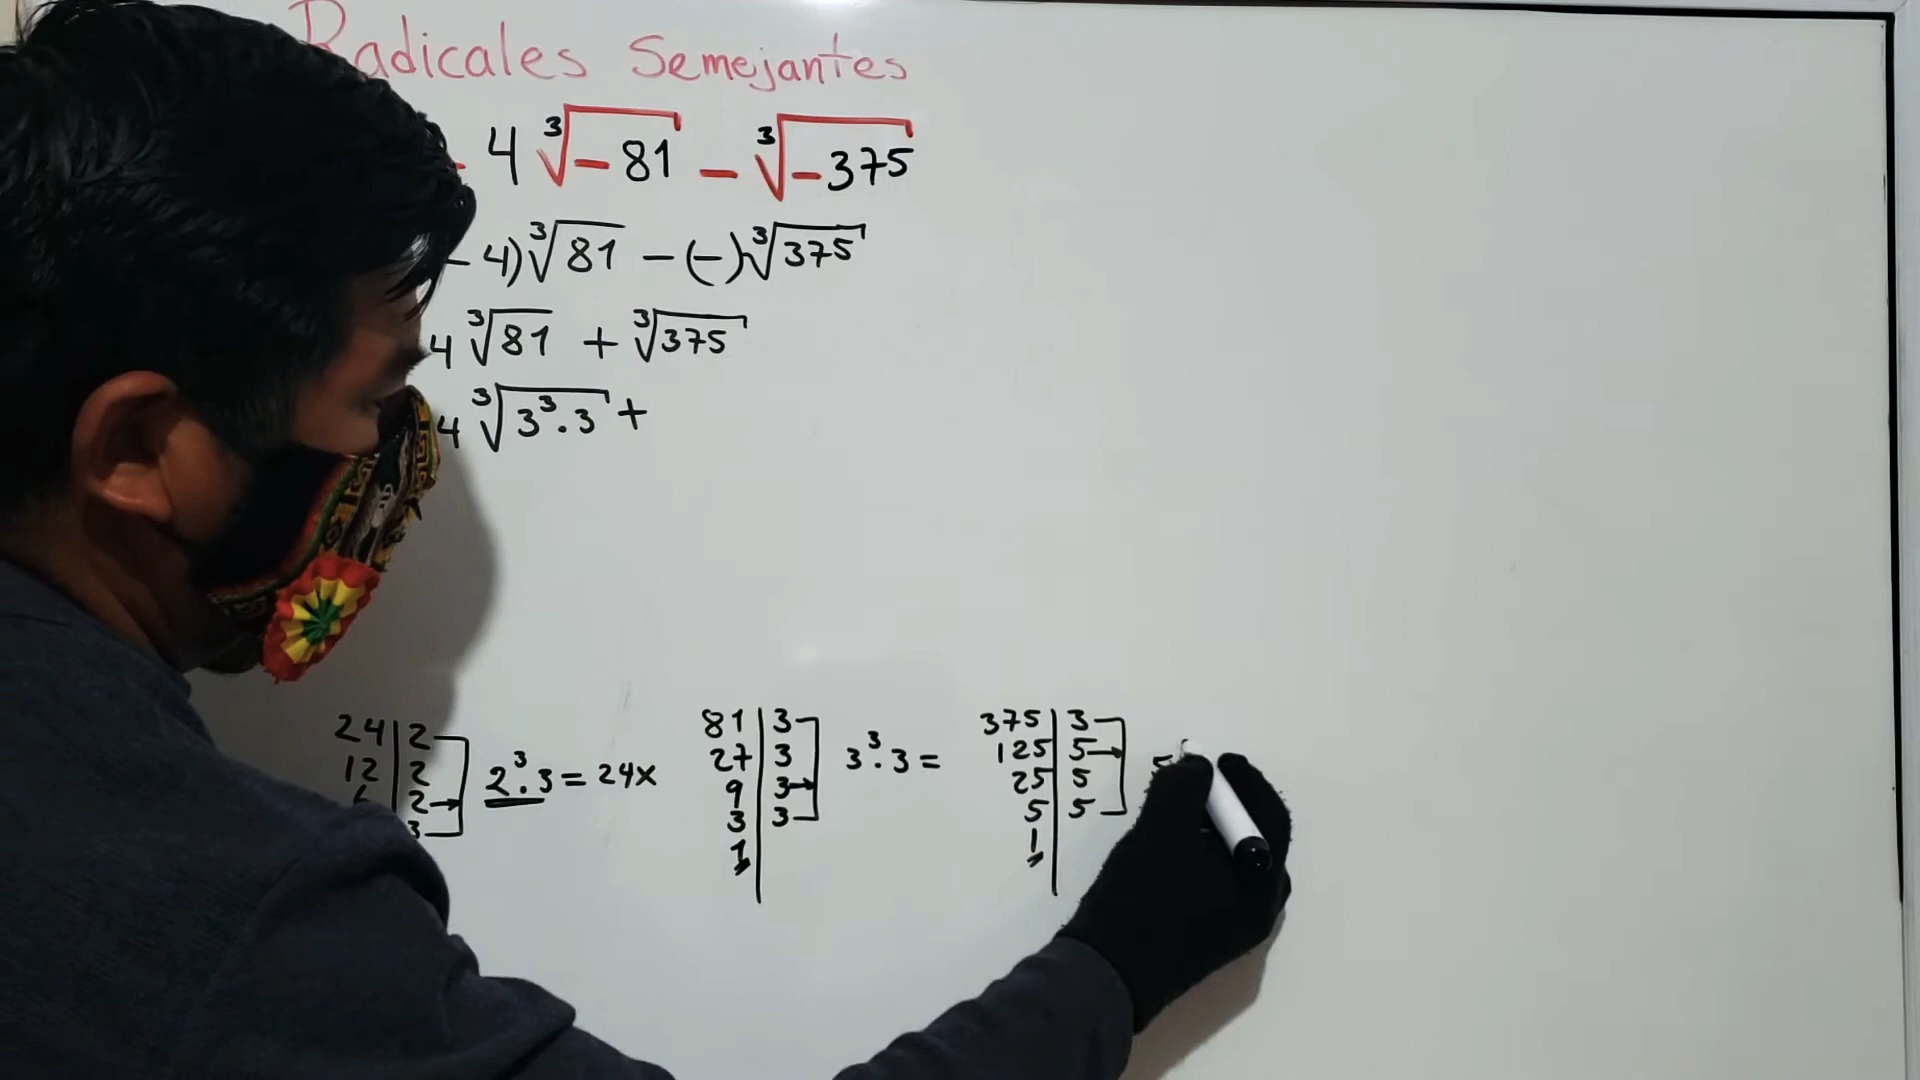 Radicales Semejantes
- 4 ∛-81 - ∛-375
- 4) ∛81 - (-) ∛375
4 ∛81 + ∛375
4 ∛3³.3 +
24 | 2
12 | 2
2
3
2³.3 = 24x
81 | 3
27 | 3
9 | 3
3 | 3
1
3³.3 =
375 | 3
125 | 5
25 | 5
5 | 5
1